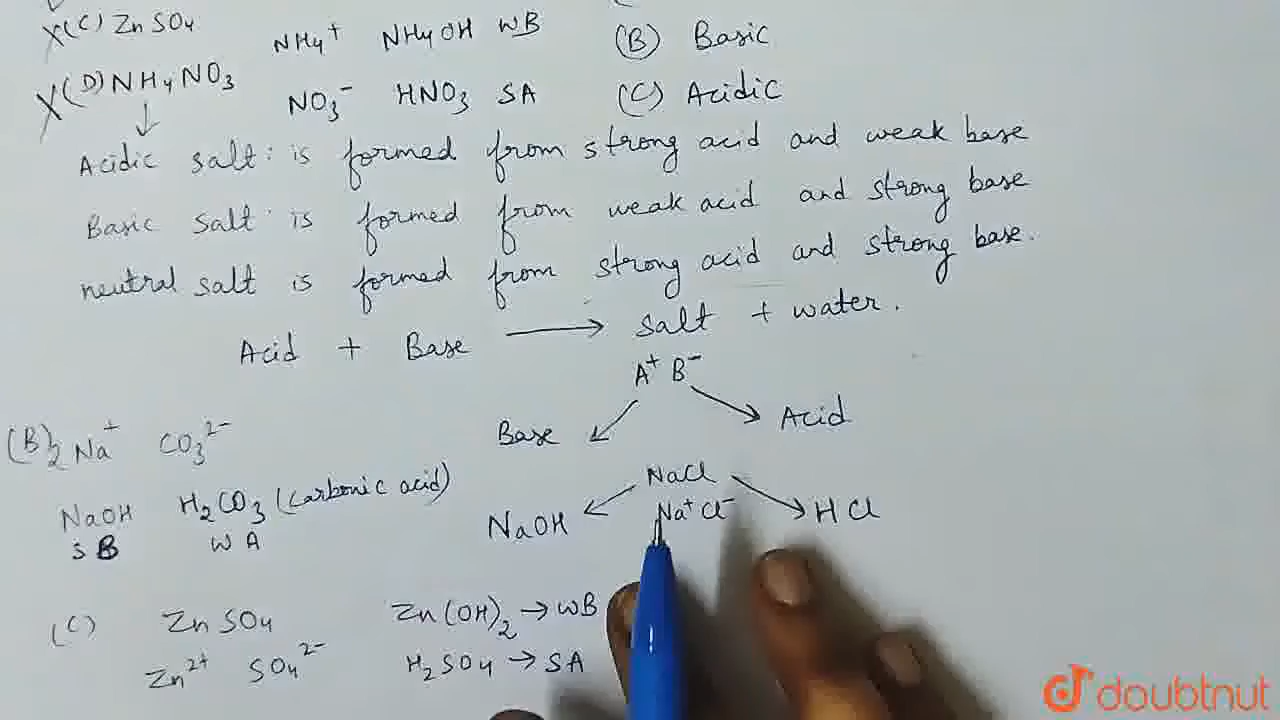 X(C) ZnSO4
NH4+ NH4OH WB
(B) Basic
X(D) NH4NO3
NO3- HNO3 SA
(C) Acidic
Acidic salt: is formed from strong acid and weak base
Basic salt: is formed from weak acid and strong base
neutral salt is formed from strong acid and strong base.
Acid + Base → salt + water.
A+ B-
Base
Acid
(B) 2Na+ CO3 2-
NaCl
NaOH H2CO3 (carbonic acid)
SB WA
NaOH
Na+ Cl-
HCl
(C) ZnSO4
Zn(OH)2 → WB
Zn2+ SO4 2-
H2SO4 → SA
doubtnut